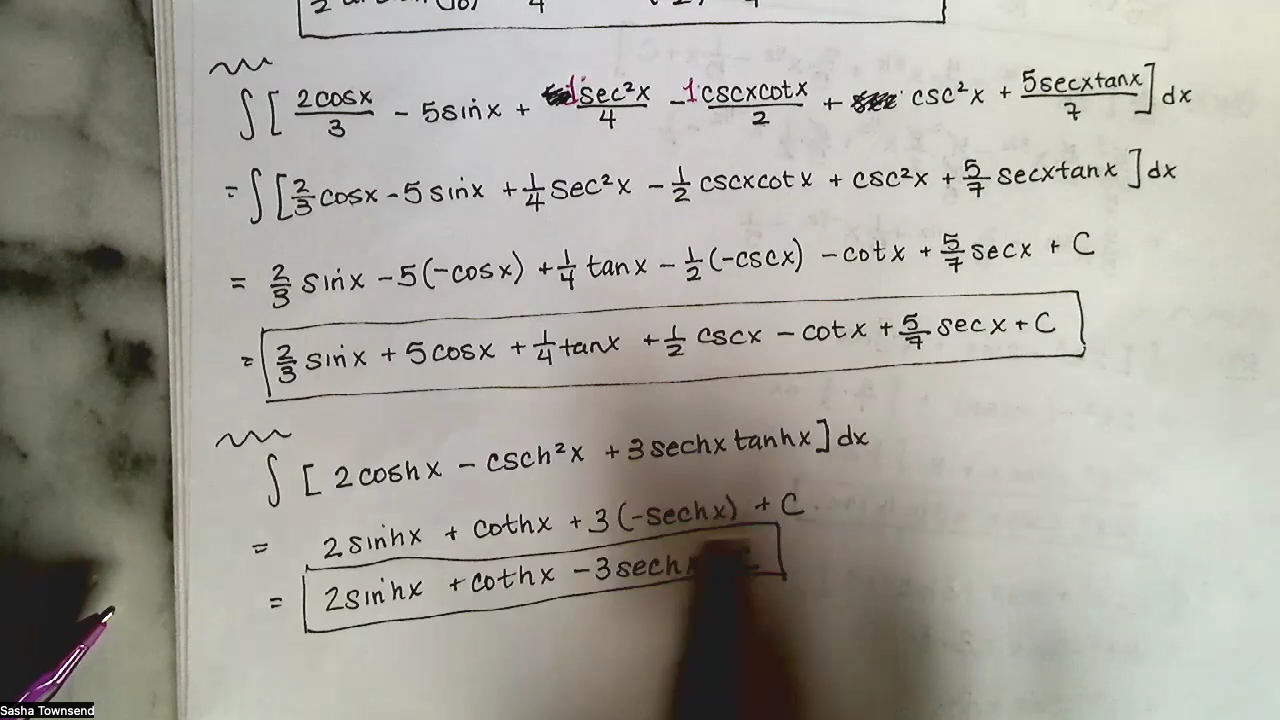 ∫ [ 2cosx/3 - 5sinx + 1sec²x/4 - 1cscxcotx/2 + csc²x + 5secxtanx/7 ] dx
= ∫ [ 2/3 cosx - 5 sinx + 1/4 sec²x - 1/2 cscxcotx + csc²x + 5/7 secxtanx ] dx
= 2/3 sinx - 5(-cosx) + 1/4 tanx - 1/2 (-cscx) - cotx + 5/7 secx + C
= 2/3 sinx + 5cosx + 1/4 tanx + 1/2 cscx - cotx + 5/7 secx + C
∫ [ 2coshx - csch²x + 3sechxtanhx ] dx
= 2sinhx + cothx + 3(-sechx) + C
= 2sinhx + cothx - 3sech
Sasha Townsend